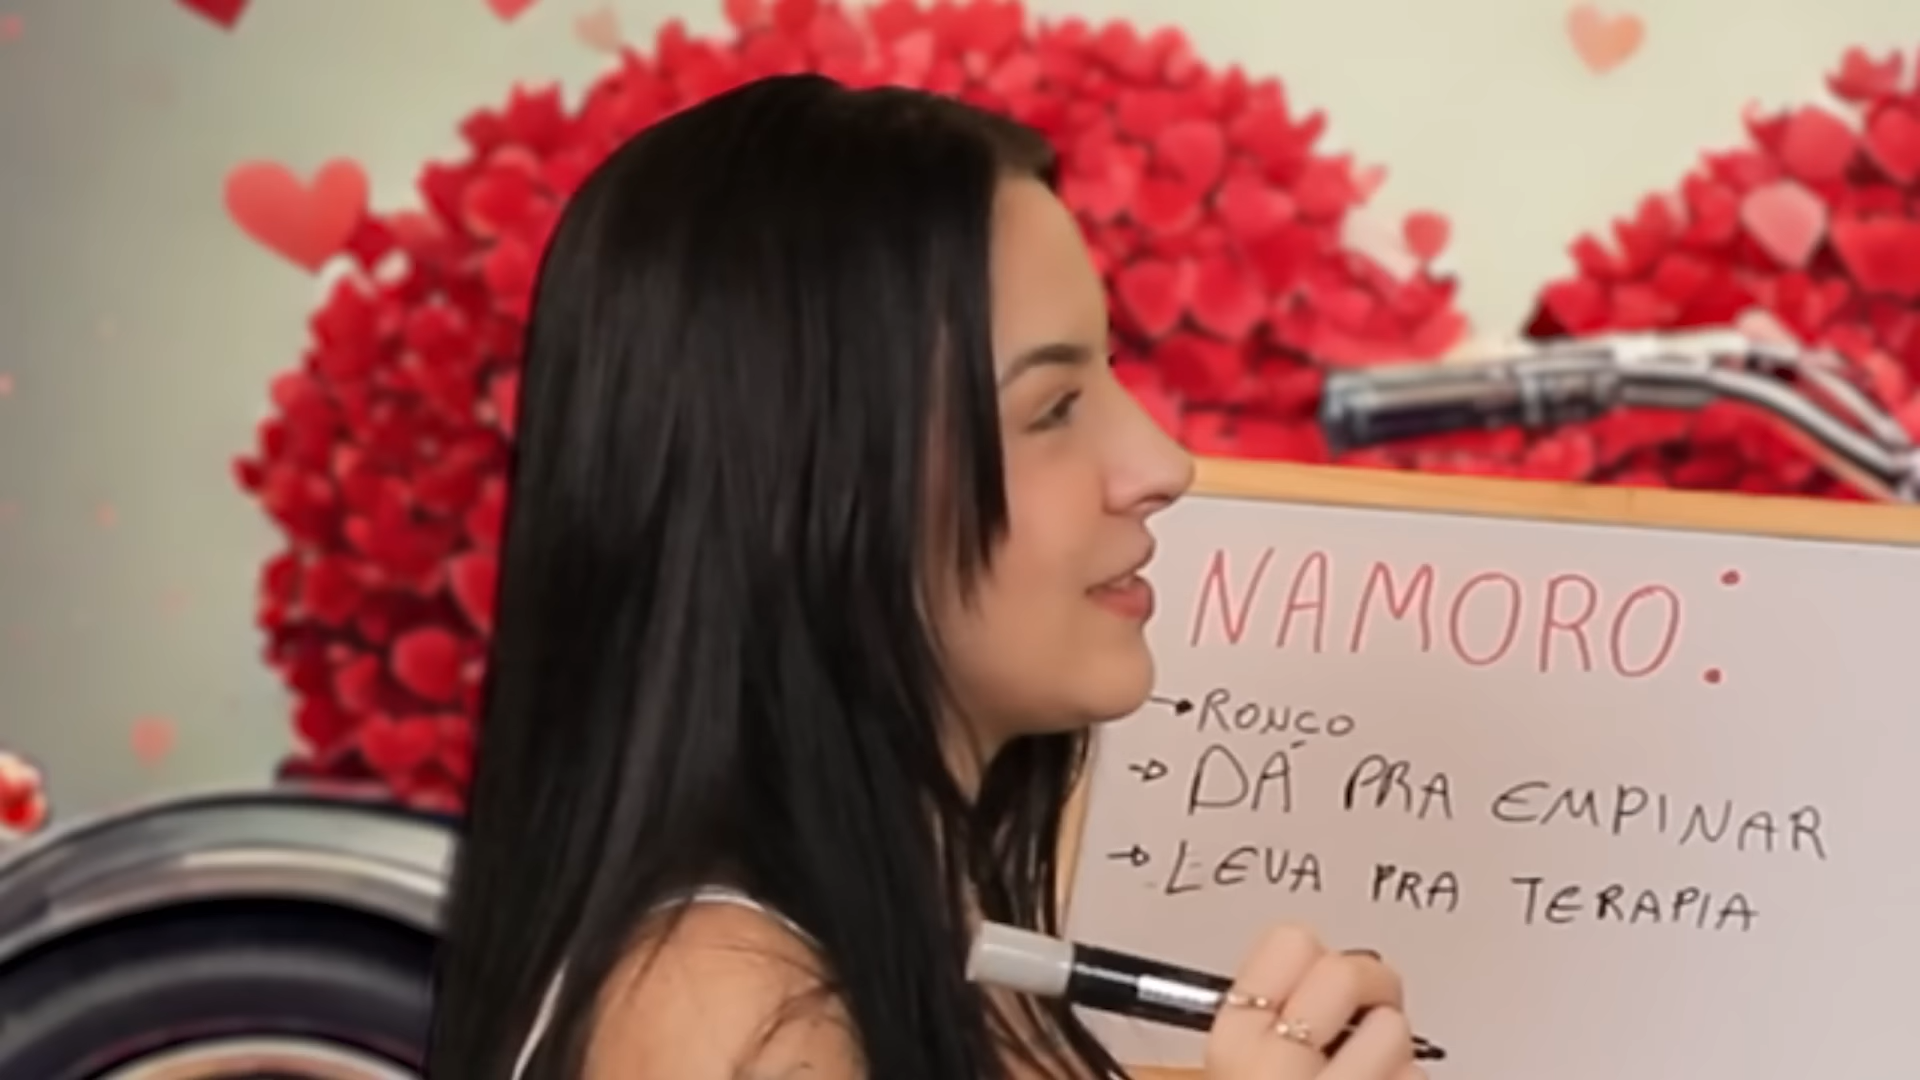 NAMORO:
→RONCO
→ DÁ PRA EMPINAR
→ LEVA PRA TERAPIA